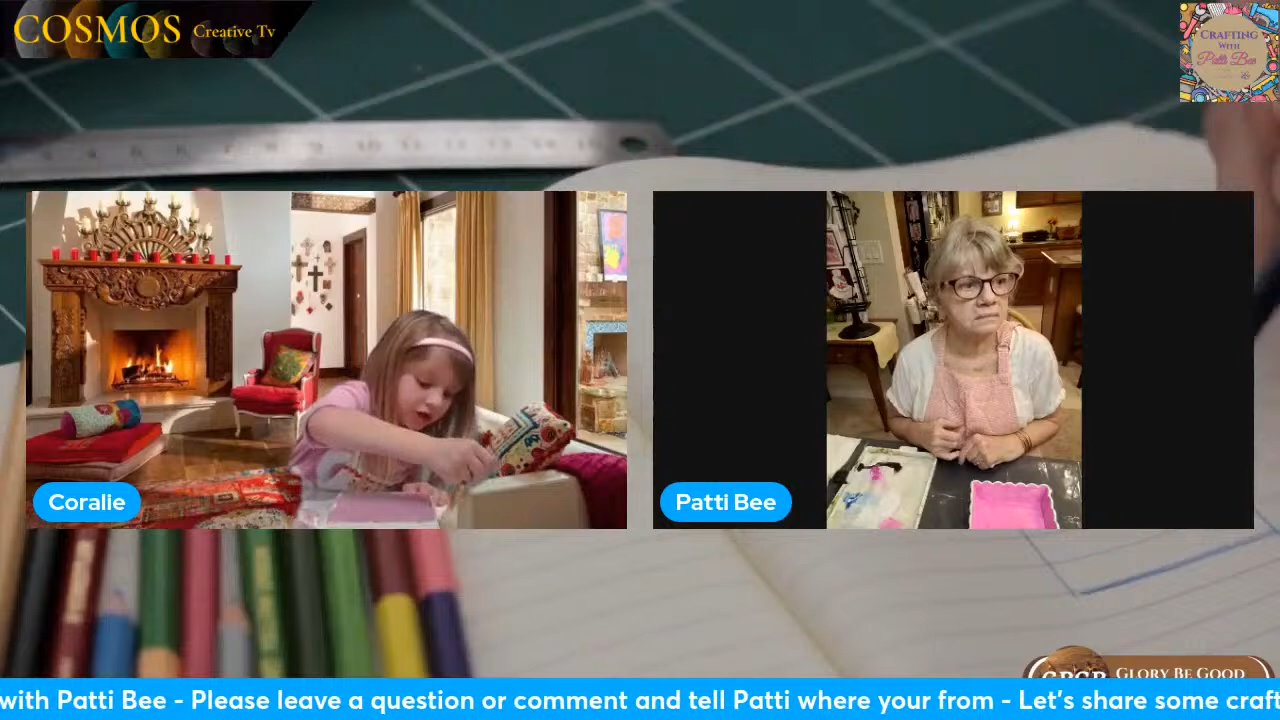 COSMOS Creative Tv
CRAFTING
WITH
Patti Bee
Coralie
Patti Bee
GLORY BE GOOD
with Patti Bee - Please leave a question or comment and tell Patti where your from - Let's share some craft